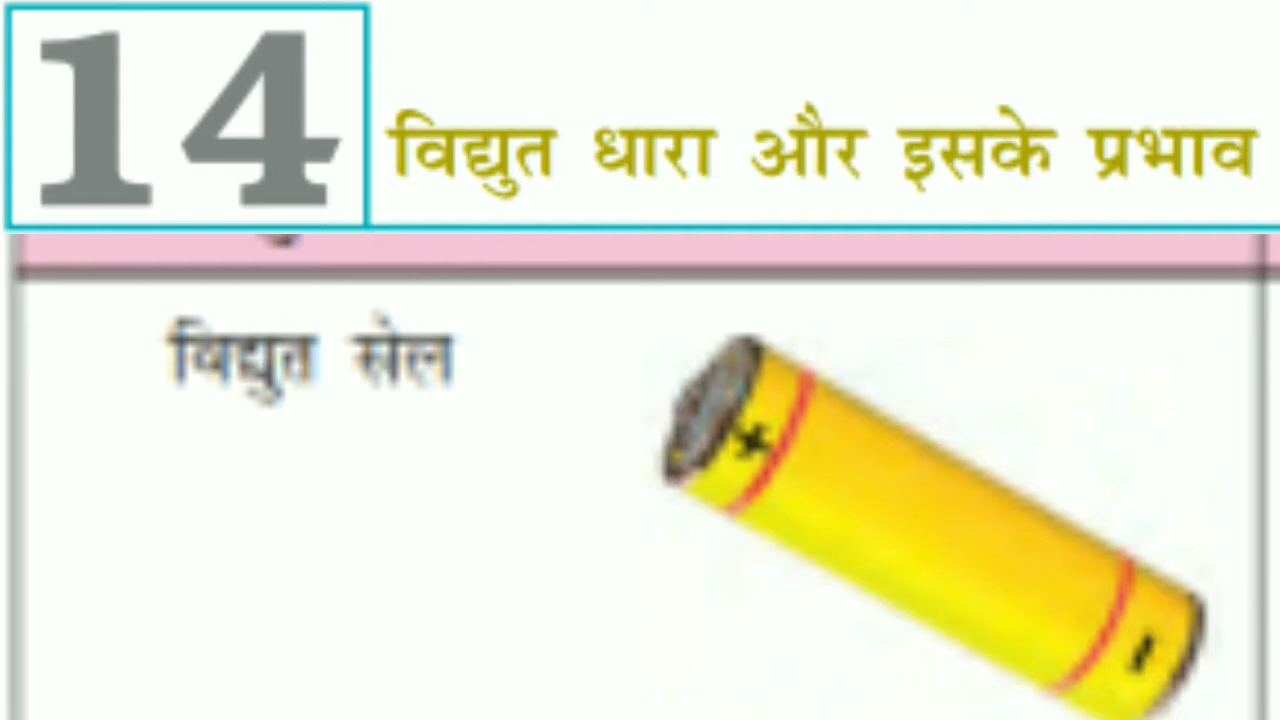 14
विद्युत धारा और इसके प्रभाव
विद्युत सेल
+
-